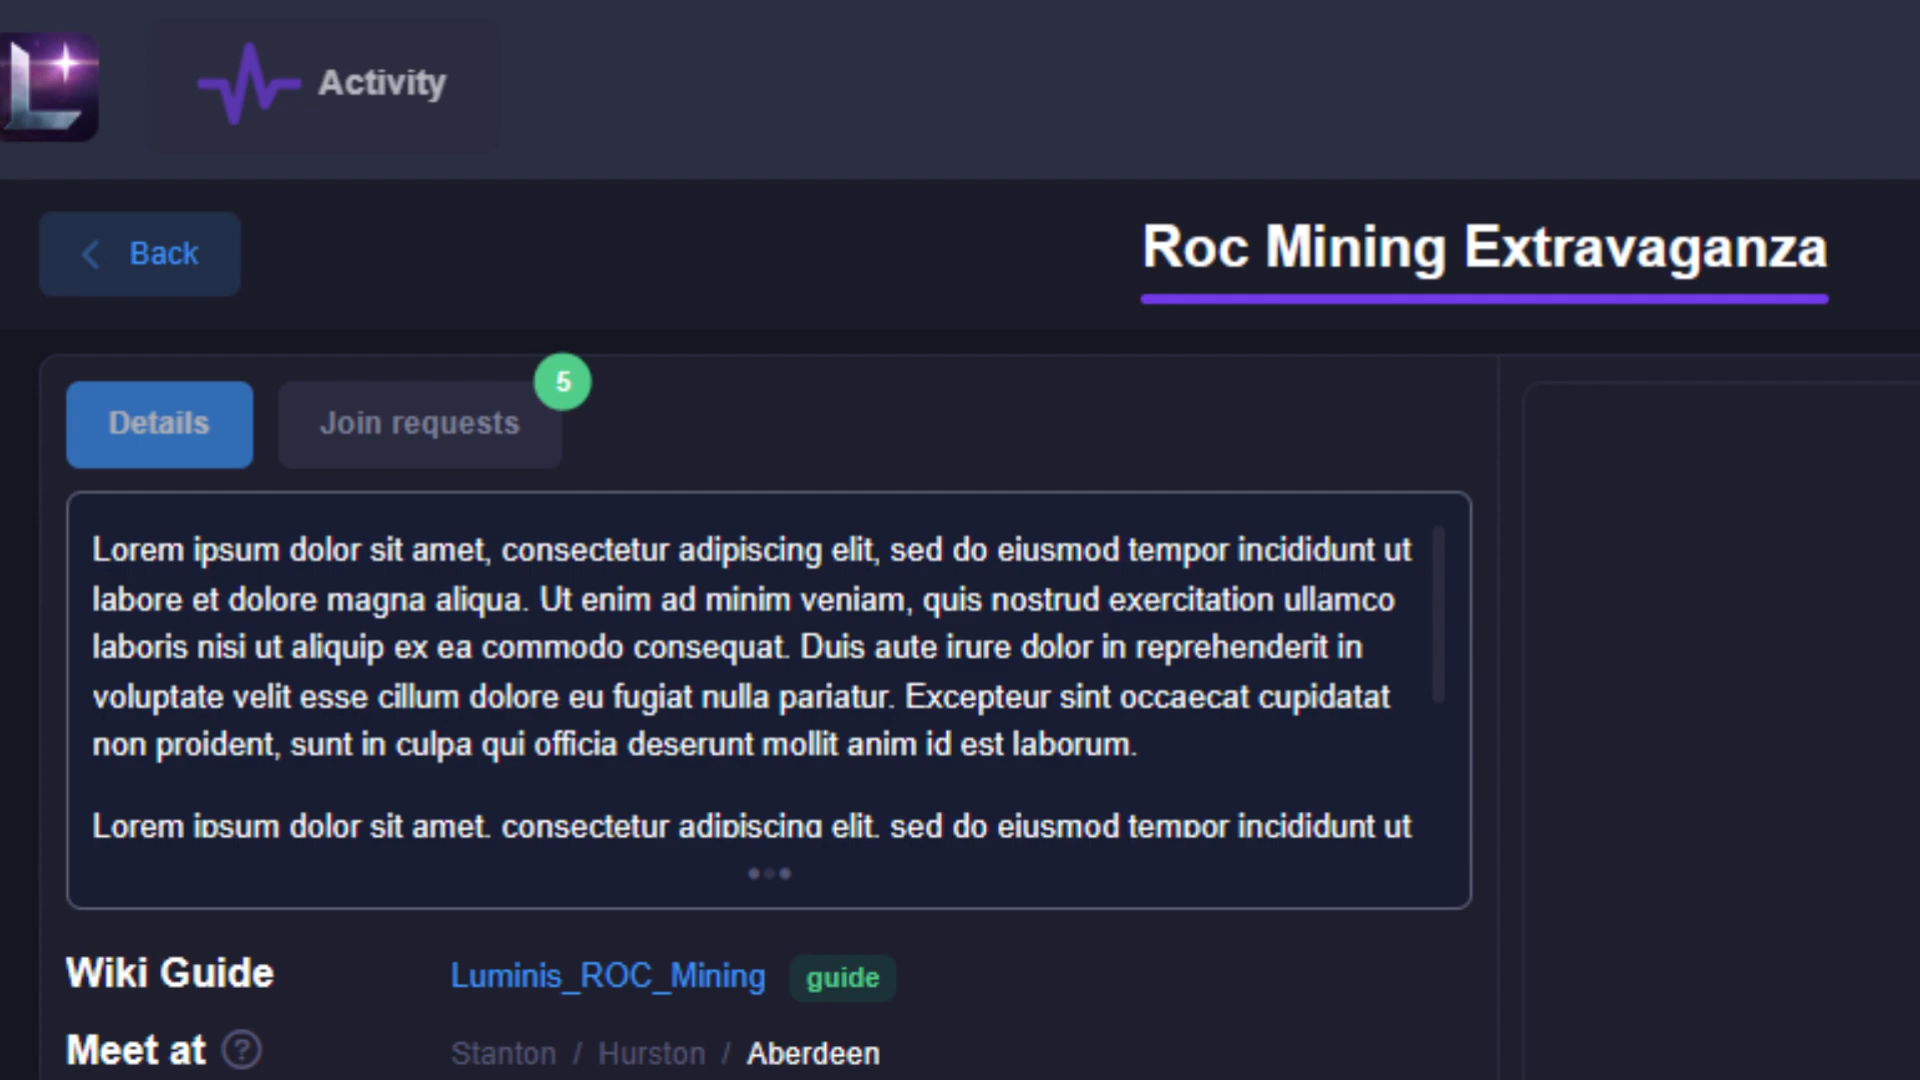 L
Activity
Back
Roc Mining Extravaganza
Details
Join requests
5
Lorem ipsum dolor sit amet, consectetur adipiscing elit, sed do eiusmod tempor incididunt ut
labore et dolore magna aliqua. Ut enim ad minim veniam, quis nostrud exercitation ullamco
laboris nisi ut aliquip ex ea commodo consequat. Duis aute irure dolor in reprehenderit in
voluptate velit esse cillum dolore eu fugiat nulla pariatur. Excepteur sint occaecat cupidatat
non proident, sunt in culpa qui officia deserunt mollit anim id est laborum.
Lorem ipsum dolor sit amet, consectetur adipiscing elit, sed do eiusmod tempor incididunt ut
Wiki Guide Luminis_ROC_Mining guide
Meet at ? Stanton / Hurston / Aberdeen